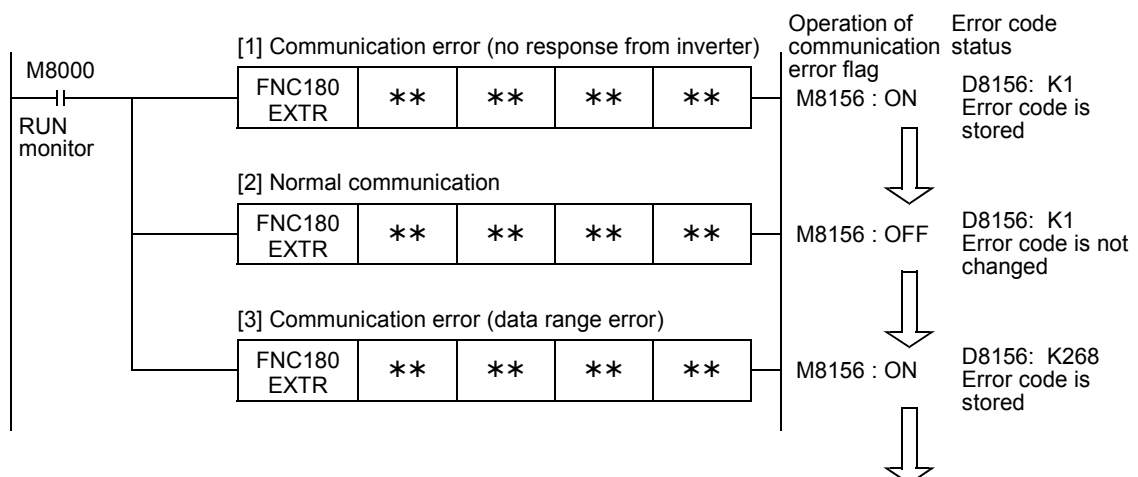 Operation of
communication
error flag
Error code
status
[1] Communication error (no response from inverter)
M8000
RUN
monitor
FNC180
EXTR
** ** ** **
M8156 : ON
D8156: K1
Error code is
stored
[2] Normal communication
FNC180
EXTR
** ** ** **
M8156 : OFF
D8156: K1
Error code is not
changed
[3] Communication error (data range error)
FNC180
EXTR
** ** ** **
M8156 : ON
D8156: K268
Error code is
stored